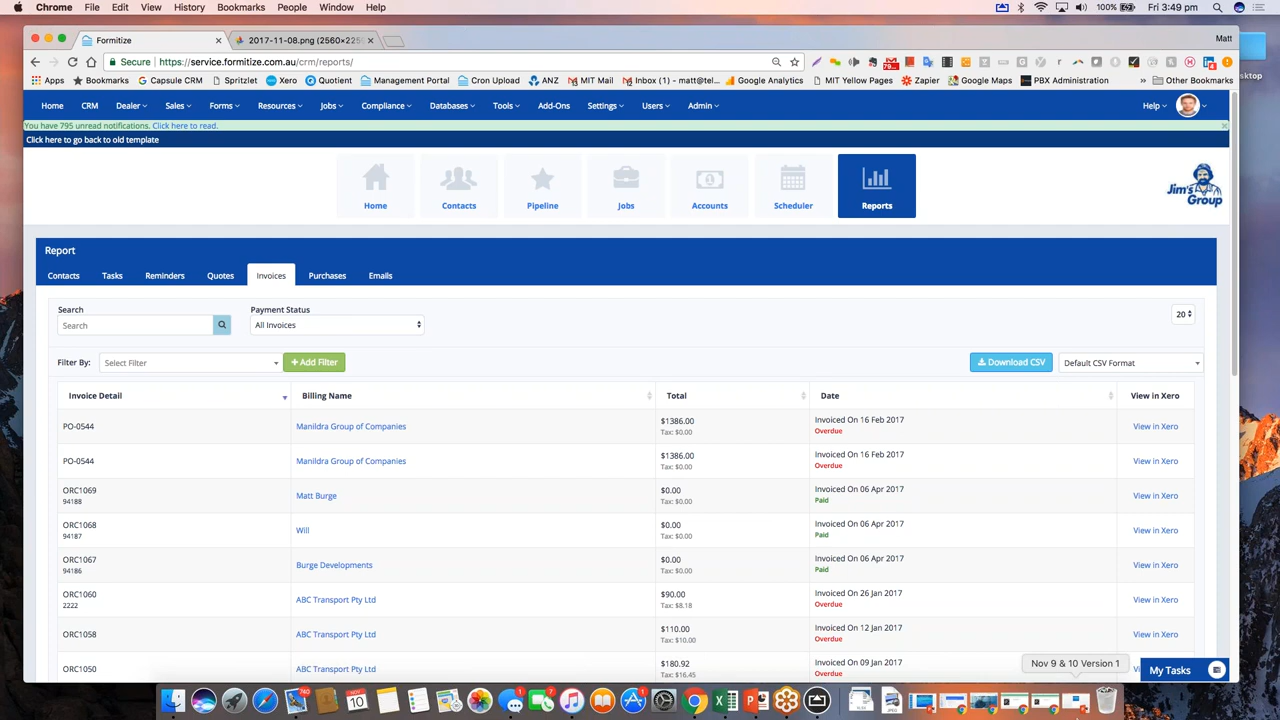 Chrome File Edit View History Bookmarks People Window Help 100% Fri 3:49 pm
Formitize 2017-11-08.png (2560×225 Matt
Secure https://service.formitize.com.au/crm/reports/
Apps Bookmarks Capsule CRM Spritzlet Xero Quotient Management Portal Cron Upload ANZ MIT Mail Inbox (1) - matt@tel... Google Analytics MIT Yellow Pages Zapier Google Maps PBX Administration » Other Bookmarks
Home CRM Dealer Sales Forms Resources Jobs Compliance Databases Tools Add-Ons Settings Users Admin Help
You have 795 unread notifications. Click here to read.
Click here to go back to old template
Home Contacts Pipeline Jobs Accounts Scheduler Reports
Jim's Group
Report
Contacts Tasks Reminders Quotes Invoices Purchases Emails
Search Payment Status
Search All Invoices 20
Filter By: Select Filter + Add Filter Download CSV Default CSV Format
Invoice Detail Billing Name Total Date View in Xero
PO-0544 Manildra Group of Companies $1386.00 Invoiced On 16 Feb 2017 View in Xero
Tax: $0.00 Overdue
PO-0544 Manildra Group of Companies $1386.00 Invoiced On 16 Feb 2017 View in Xero
Tax: $0.00 Overdue
ORC1069 Matt Burge $0.00 Invoiced On 06 Apr 2017 View in Xero
94188 Tax: $0.00 Paid
ORC1068 Will $0.00 Invoiced On 06 Apr 2017 View in Xero
94187 Tax: $0.00 Paid
ORC1067 Burge Developments $0.00 Invoiced On 06 Apr 2017 View in Xero
94186 Tax: $0.00 Paid
ORC1060 ABC Transport Pty Ltd $90.00 Invoiced On 26 Jan 2017 View in Xero
2222 Tax: $8.18 Overdue
ORC1058 ABC Transport Pty Ltd $110.00 Invoiced On 12 Jan 2017 View in Xero
Tax: $10.00 Overdue
ORC1050 ABC Transport Pty Ltd $180.92 Invoiced On 09 Jan 2017
Tax: $16.45 Overdue
Nov 9 & 10 Version 1
My Tasks